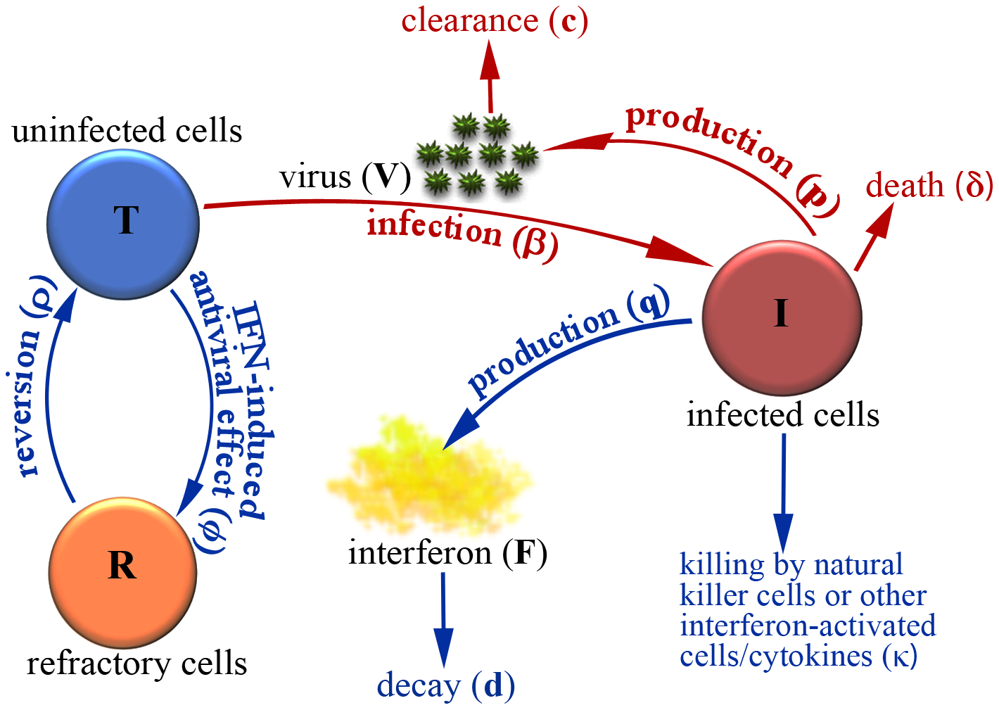 clearance (c)
uninfected cells
T
virus (V)
infection (β)
production (p)
death (δ)
I
infected cells
production (q)
IFN-induced
antiviral effect (ϕ)
reversion (ρ)
R
refractory cells
interferon (F)
decay (d)
killing by natural
killer cells or other
interferon-activated
cells/cytokines (κ)